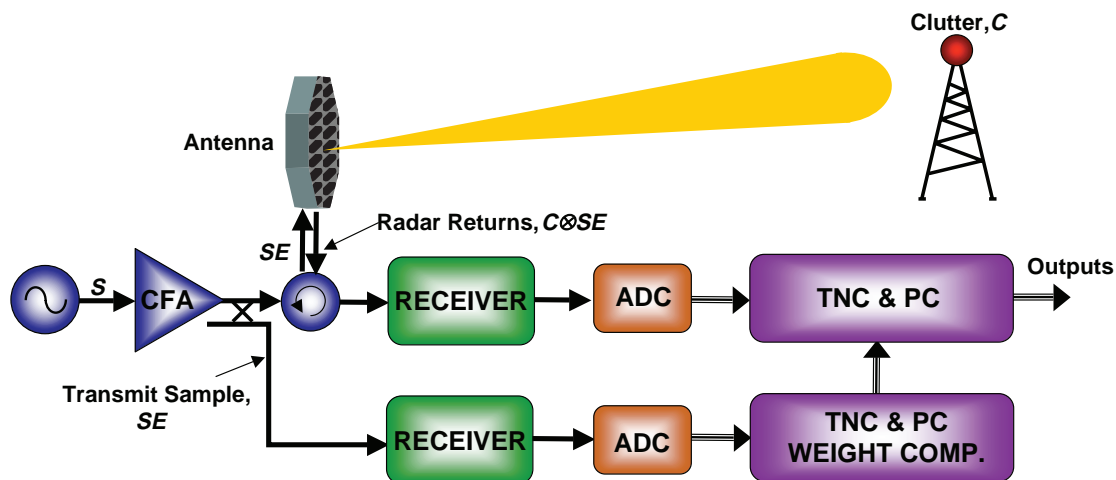 Clutter, C
Antenna
Radar Returns, C⊗SE
SE
S
CFA
RECEIVER
ADC
TNC & PC
Outputs
Transmit Sample,
SE
RECEIVER
ADC
TNC & PC
WEIGHT COMP.